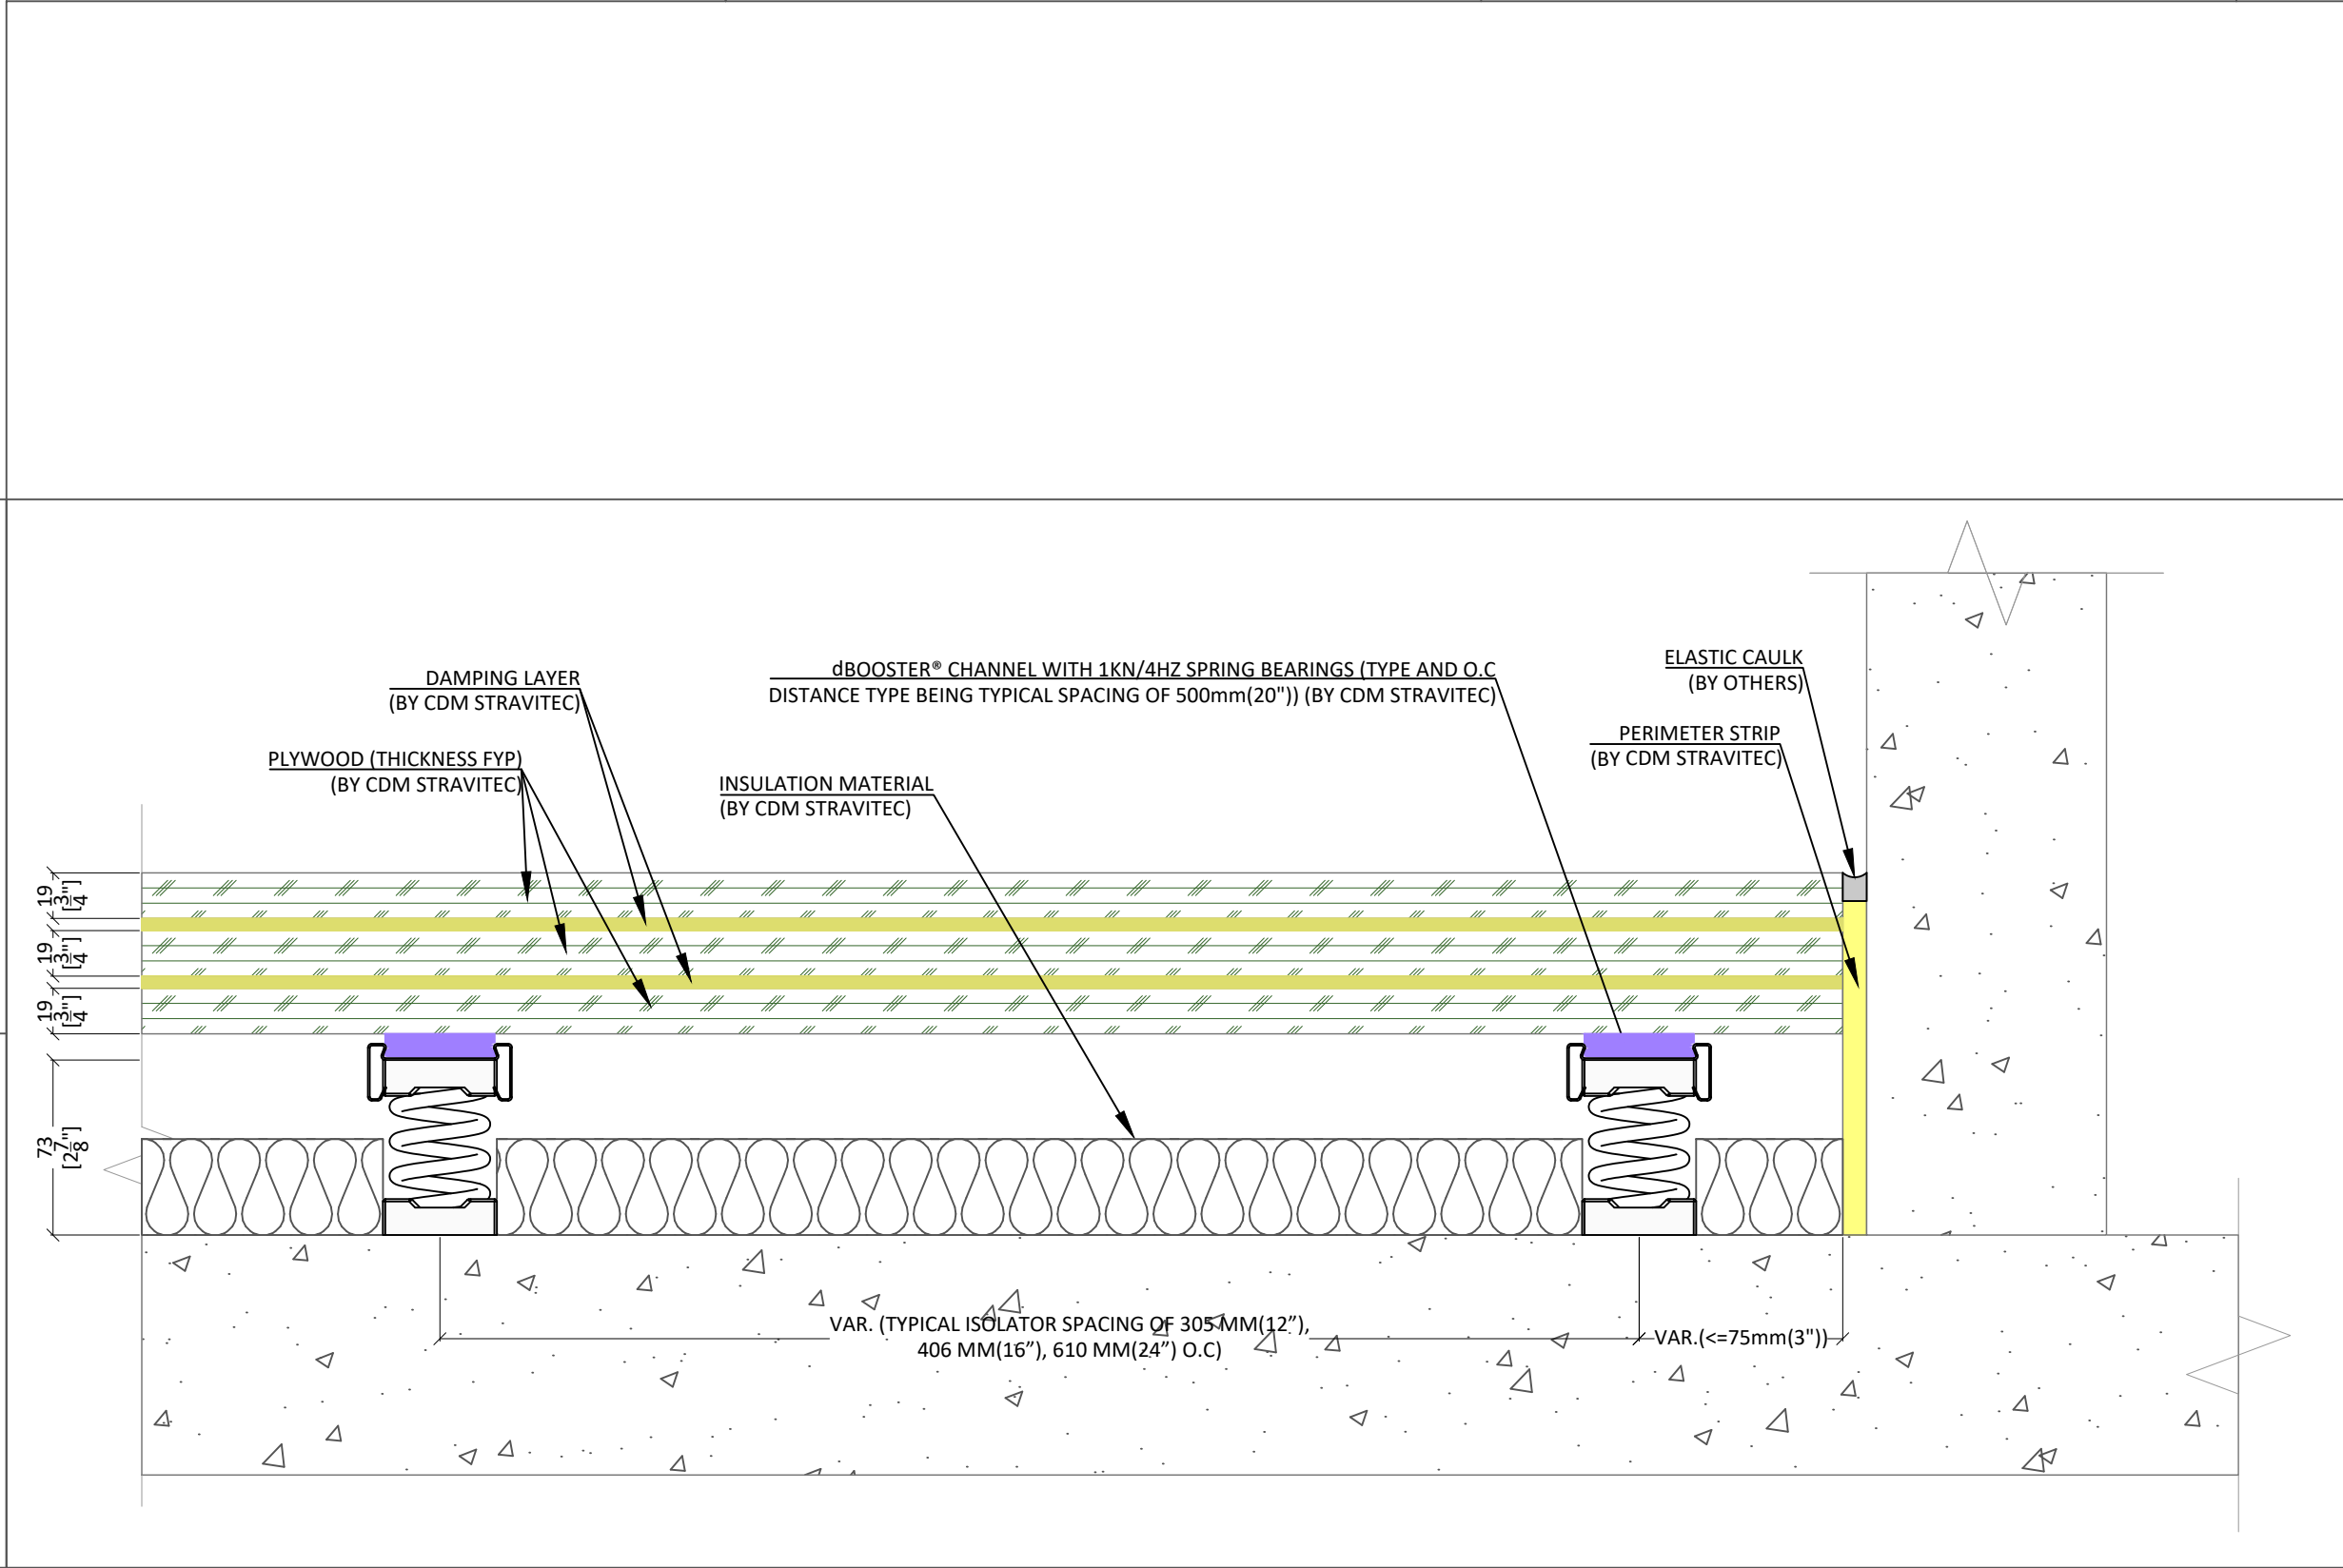 dBOOSTER® CHANNEL WITH 1KN/4HZ SPRING BEARINGS (TYPE AND O.C
DISTANCE TYPE BEING TYPICAL SPACING OF 500mm(20")) (BY CDM STRAVITEC)
ELASTIC CAULK
(BY OTHERS)
DAMPING LAYER
(BY CDM STRAVITEC)
PERIMETER STRIP
(BY CDM STRAVITEC)
PLYWOOD (THICKNESS FYP)
(BY CDM STRAVITEC)
INSULATION MATERIAL
(BY CDM STRAVITEC)
19
[3/4"]
19
[3/4"]
19
[3/4"]
73
[2 7/8"]
VAR. (TYPICAL ISOLATOR SPACING OF 305 MM(12”),
406 MM(16”), 610 MM(24”) O.C)
VAR.(<=75mm(3"))